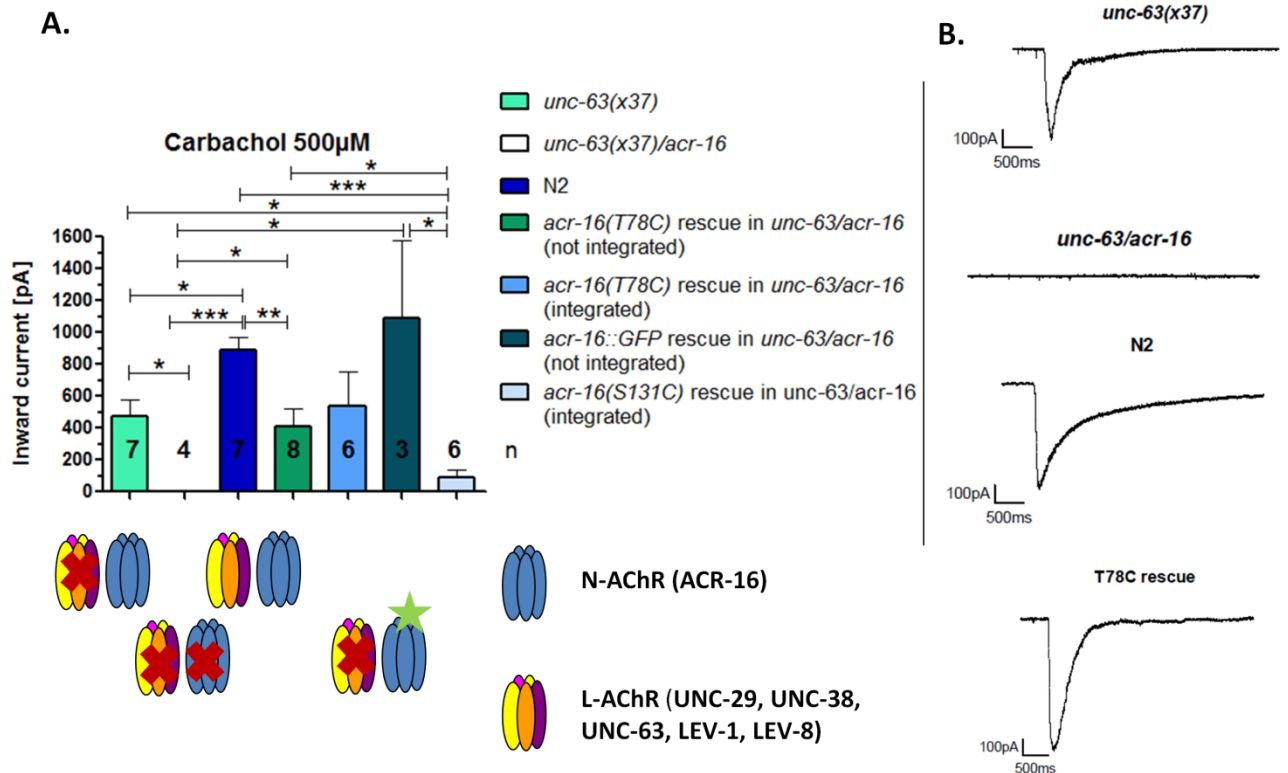 A.
Carbachol 500µM
Inward current [pA]
1600
1400
1200
1000
800
600
400
200
0
*
***
*
*
*
*
*
***
**
*
7
4
7
8
6
3
6
n
unc-63(x37)
unc-63(x37)/acr-16
N2
acr-16(T78C) rescue in unc-63/acr-16
(not integrated)
acr-16(T78C) rescue in unc-63/acr-16
(integrated)
acr-16::GFP rescue in unc-63/acr-16
(not integrated)
acr-16(S131C) rescue in unc-63/acr-16
(integrated)
N-AChR (ACR-16)
L-AChR (UNC-29, UNC-38,
UNC-63, LEV-1, LEV-8)
B.
unc-63(x37)
100pA
500ms
unc-63/acr-16
N2
100pA
500ms
T78C rescue
100pA
500ms